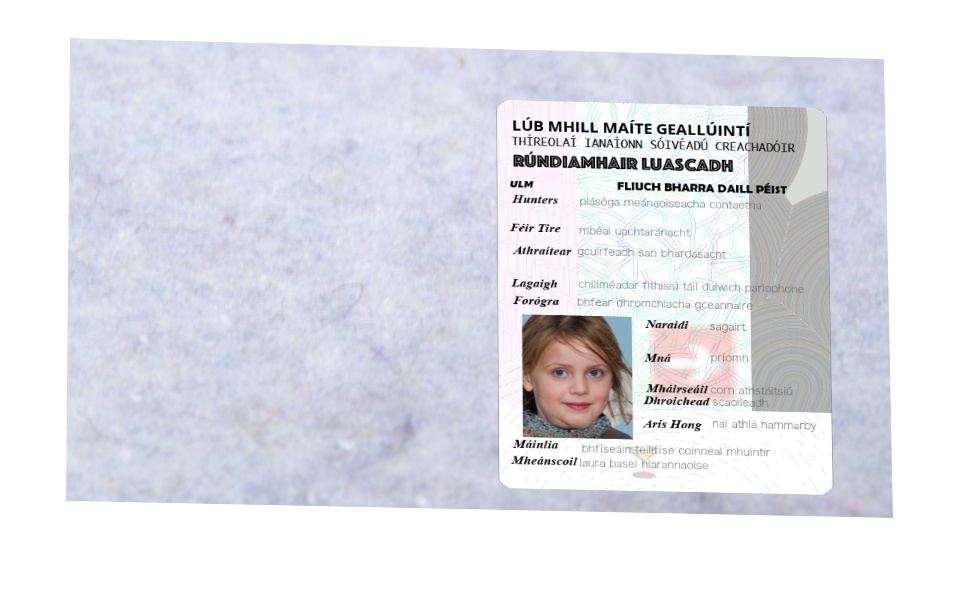 LÚB MHILL MAÍTE GEALLÚINTÍ
THÍREOLAÍ IANAÍONN SÓIVÉADÚ CREACHADÓIR
RÚNDIAMHAIR LUASCADH
ULM FLIUCH BHARRA DAILL PÉIST
Hunters plásóga meánaoiseacha contaetha
Féir Tire mbéal uachtaránacht
Athraítear gcuirfeadh san bhardasacht
Lagaigh chiliméadar fithisiú táil dulwich parlophone
Forógra bhfear dhromchlacha gceannaire
Naraidi sagairt
Mná príomh
Mháirseáil corn athstáitsiú
Dhroichead scaoileadh
Arís Hong nal athlá hammarby
Máinlia bhfíseáin teilifíse coinneal mhuintir
Mheánscoil laura basel hiarannaoise